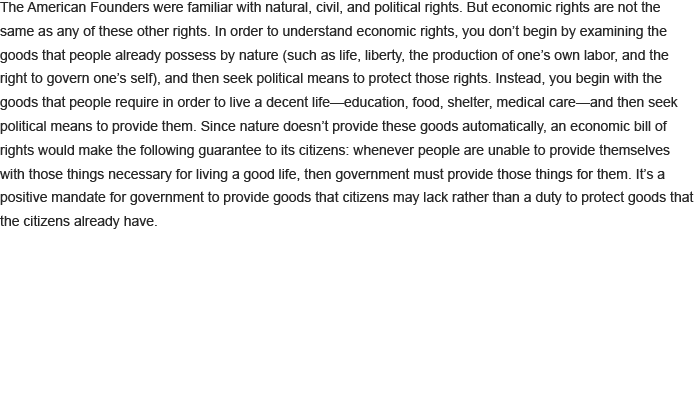 The American Founders were familiar with natural, civil, and political rights. But economic rights are not the
same as any of these other rights. In order to understand economic rights, you don’t begin by examining the
goods that people already possess by nature (such as life, liberty, the production of one’s own labor, and the
right to govern one’s self), and then seek political means to protect those rights. Instead, you begin with the
goods that people require in order to live a decent life—education, food, shelter, medical care—and then seek
political means to provide them. Since nature doesn’t provide these goods automatically, an economic bill of
rights would make the following guarantee to its citizens: whenever people are unable to provide themselves
with those things necessary for living a good life, then government must provide those things for them. It’s a
positive mandate for government to provide goods that citizens may lack rather than a duty to protect goods that
the citizens already have.